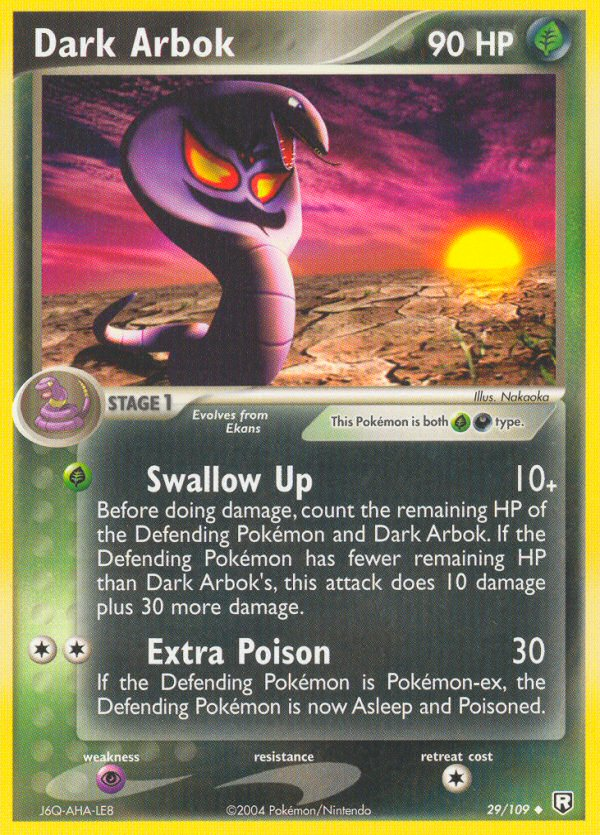 Dark Arbok 90 HP
Illus. Nakaoka
STAGE 1
Evolves from
Ekans
This Pokémon is both type.
Swallow Up 10+
Before doing damage, count the remaining HP of
the Defending Pokémon and Dark Arbok. If the
Defending Pokémon has fewer remaining HP
than Dark Arbok's, this attack does 10 damage
plus 30 more damage.
Extra Poison 30
If the Defending Pokémon is Pokémon-ex, the
Defending Pokémon is now Asleep and Poisoned.
weakness resistance retreat cost
J6Q-AHA-LE8 ©2004 Pokémon/Nintendo 29/109 ◆ R